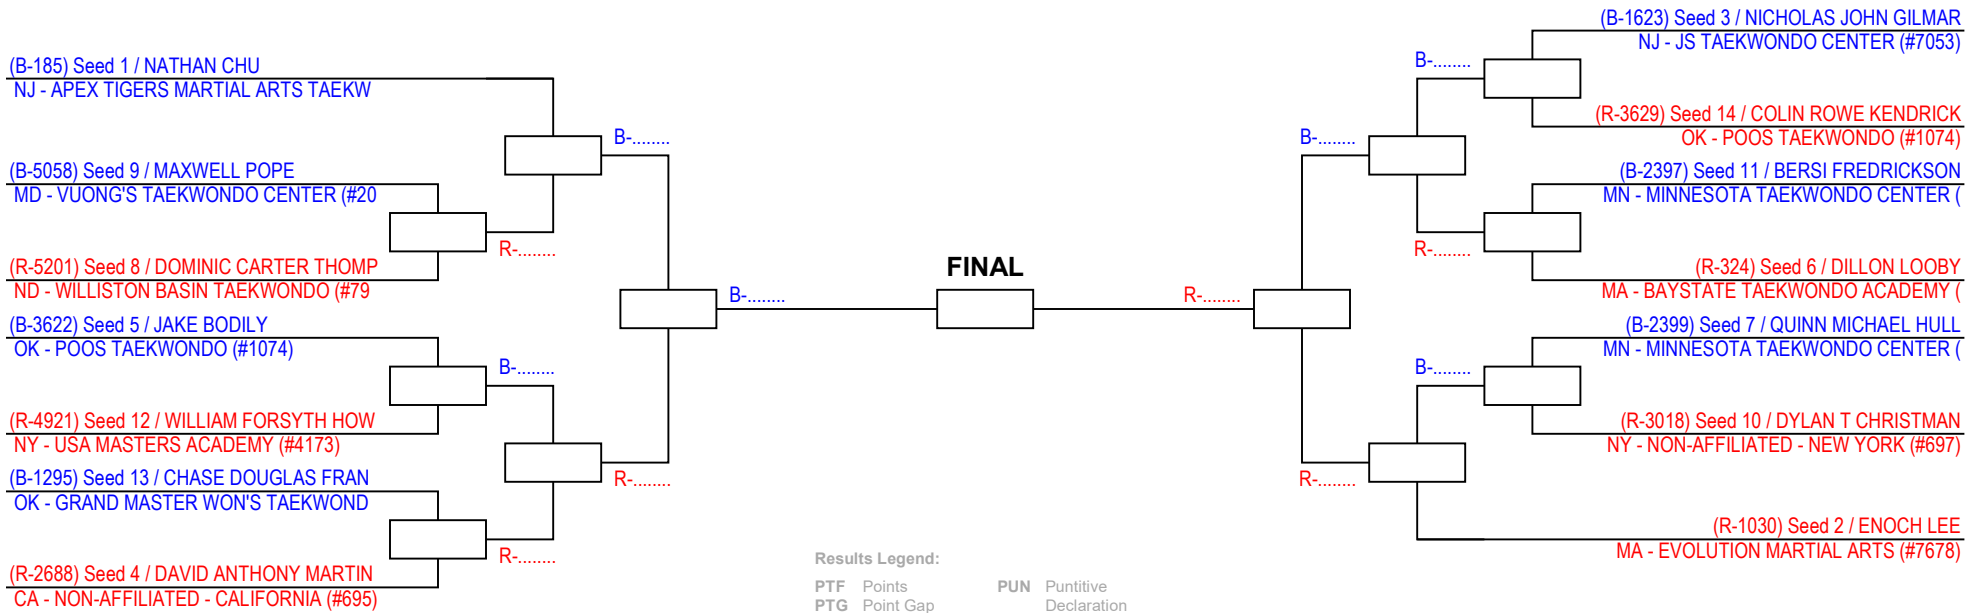 (B-185) Seed 1 / NATHAN CHU
NJ - APEX TIGERS MARTIAL ARTS TAEKW
(B-5058) Seed 9 / MAXWELL POPE
MD - VUONG'S TAEKWONDO CENTER (#20
(R-5201) Seed 8 / DOMINIC CARTER THOMP
ND - WILLISTON BASIN TAEKWONDO (#79
(B-3622) Seed 5 / JAKE BODILY
OK - POOS TAEKWONDO (#1074)
(R-4921) Seed 12 / WILLIAM FORSYTH HOW
NY - USA MASTERS ACADEMY (#4173)
(B-1295) Seed 13 / CHASE DOUGLAS FRAN
OK - GRAND MASTER WON'S TAEKWOND
(R-2688) Seed 4 / DAVID ANTHONY MARTIN
CA - NON-AFFILIATED - CALIFORNIA (#695)
R-........
B-........
R-........
B-........
R-........
B-........
FINAL
R-........
B-........
R-........
B-........
R-........
B-........
(B-1623) Seed 3 / NICHOLAS JOHN GILMAR
NJ - JS TAEKWONDO CENTER (#7053)
(R-3629) Seed 14 / COLIN ROWE KENDRICK
OK - POOS TAEKWONDO (#1074)
(B-2397) Seed 11 / BERSI FREDRICKSON
MN - MINNESOTA TAEKWONDO CENTER (
(R-324) Seed 6 / DILLON LOOBY
MA - BAYSTATE TAEKWONDO ACADEMY (
(B-2399) Seed 7 / QUINN MICHAEL HULL
MN - MINNESOTA TAEKWONDO CENTER (
(R-3018) Seed 10 / DYLAN T CHRISTMAN
NY - NON-AFFILIATED - NEW YORK (#697)
(R-1030) Seed 2 / ENOCH LEE
MA - EVOLUTION MARTIAL ARTS (#7678)
Results Legend:
PTF Points PUN Puntitive
PTG Point Gap Declaration